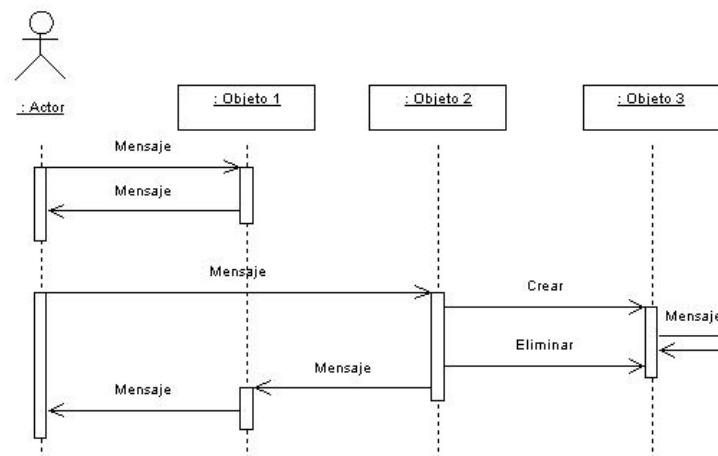 : Actor
: Objeto 1
: Objeto 2
: Objeto 3
Mensaje
Mensaje
Mensaje
Crear
Mensaje
Eliminar
Mensaje
Mensaje